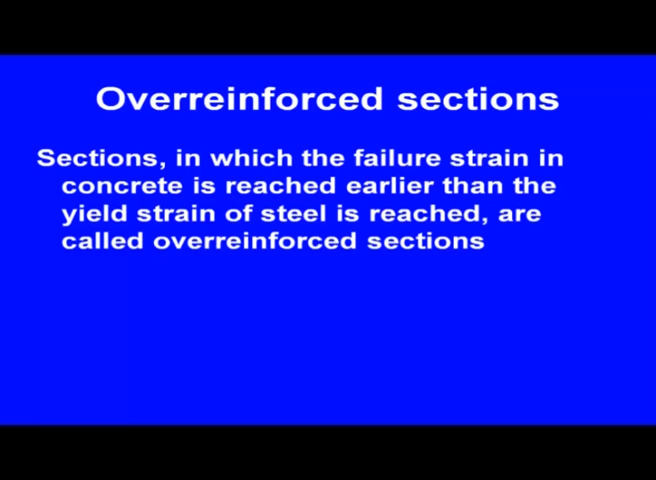 Overreinforced sections
Sections, in which the failure strain in
concrete is reached earlier than the
yield strain of steel is reached, are
called overreinforced sections